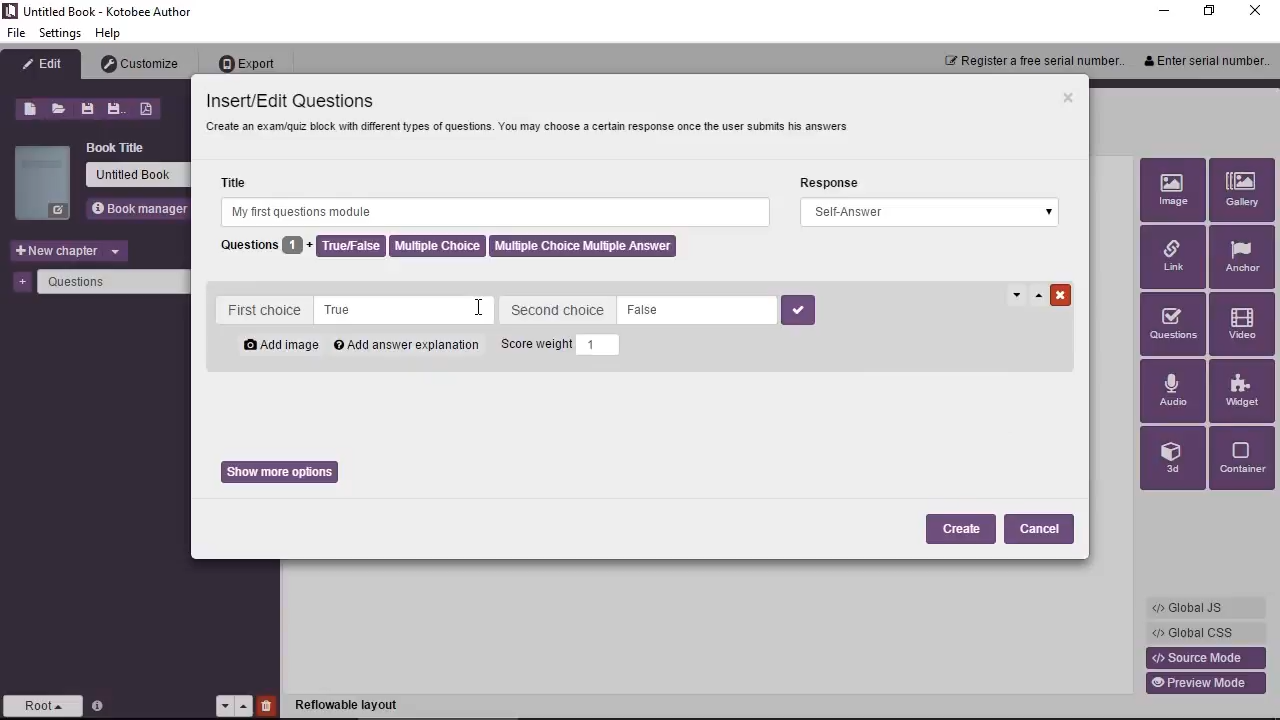 Untitled Book - Kotobee Author
File Settings Help
Edit Customize Export Register a free serial number.. Enter serial number..
Insert/Edit Questions ×
Create an exam/quiz block with different types of questions. You may choose a certain response once the user submits his answers
Book Title
Untitled Book
Book manager
New chapter
Questions
Title Response
My first questions module Self-Answer
Questions 1 + True/False Multiple Choice Multiple Choice Multiple Answer
First choice True Second choice False
Add image Add answer explanation Score weight 1
Show more options
Create Cancel
Image Gallery
Link Anchor
Questions Video
Audio Widget
3d Container
</> Global JS
</> Global CSS
</> Source Mode
Preview Mode
Root Reflowable layout